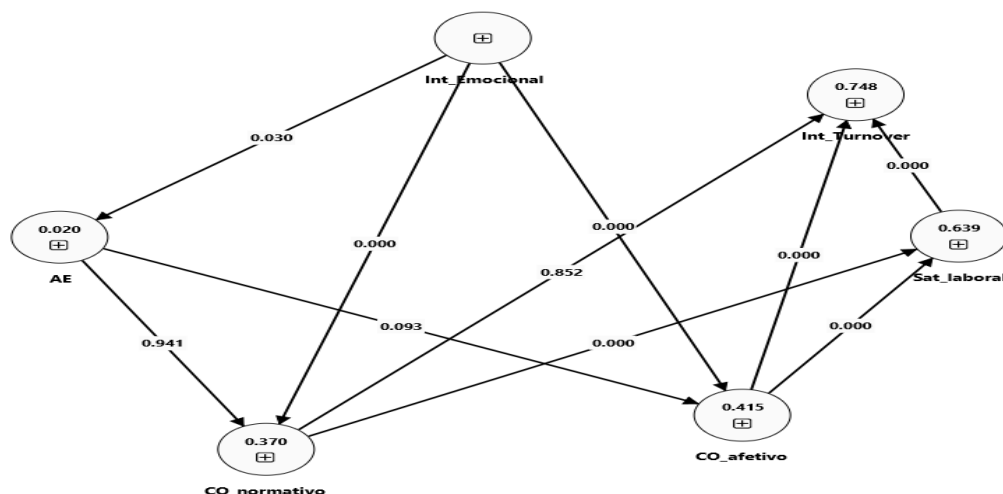 Int_Emocional
0.748
Int_Turnover
0.030
0.000
0.020
AE
0.000
0.000
0.639
Sat_laboral
0.852
0.000
0.093
0.000
0.941
0.000
0.415
CO_afetivo
0.370
CO_normativo